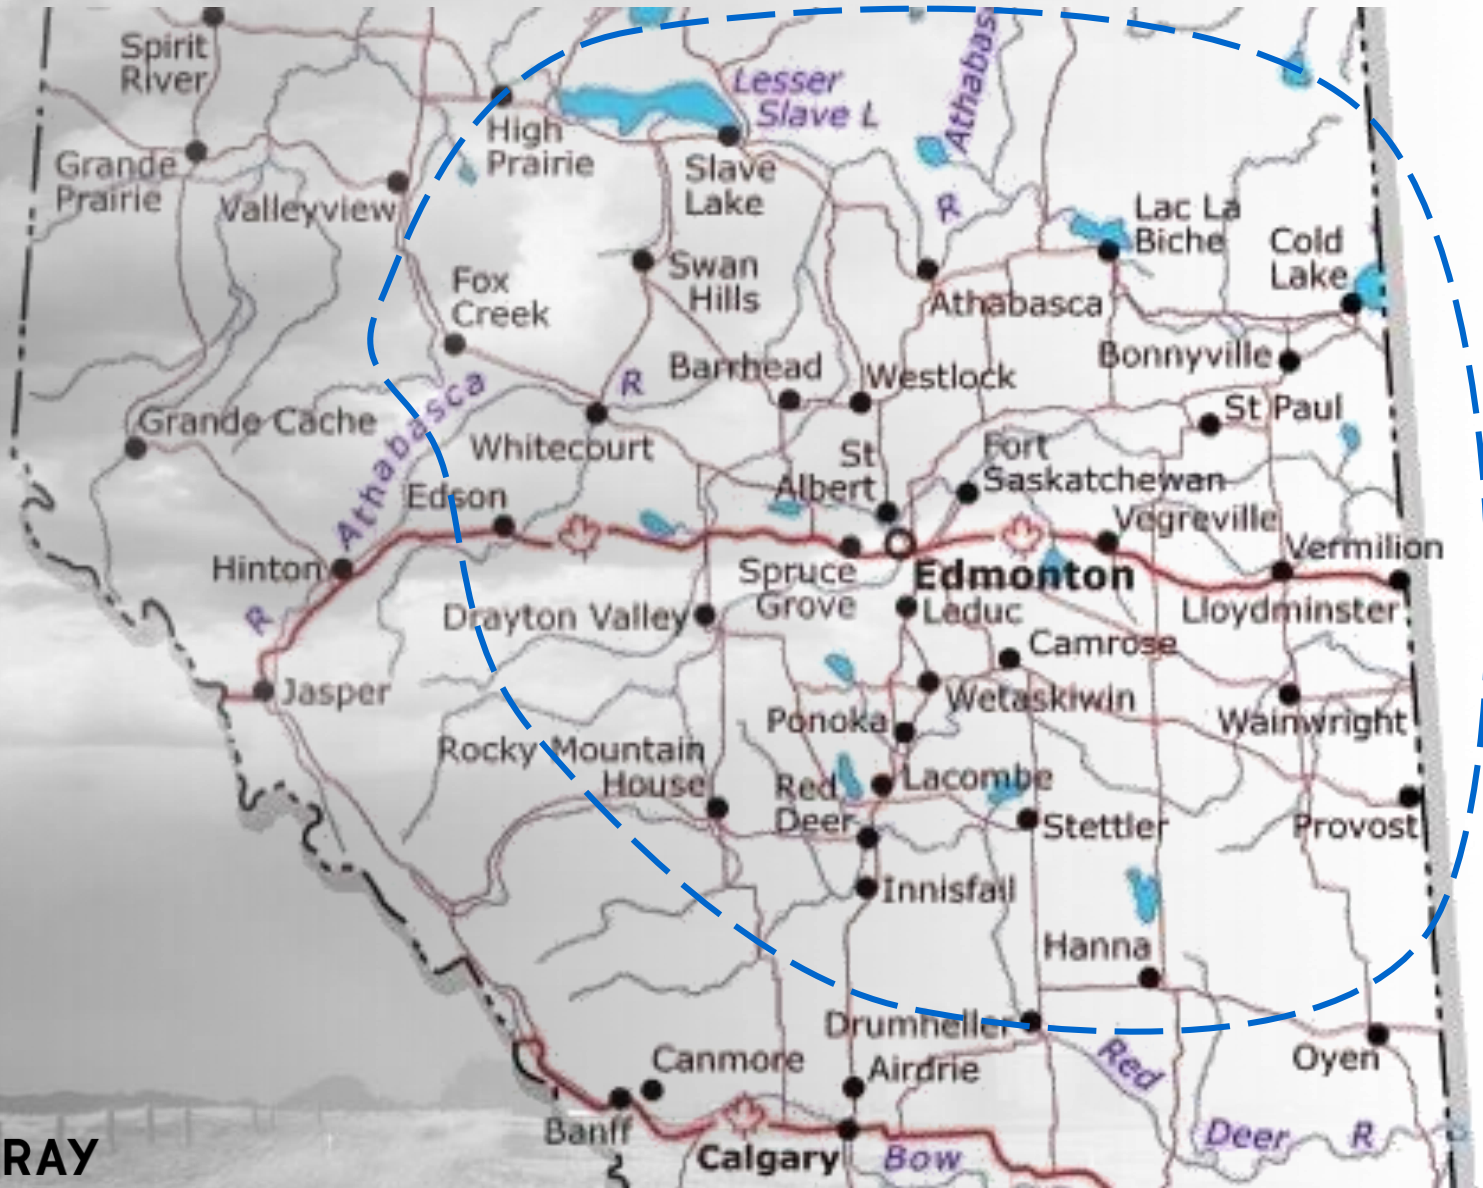 Spirit
River
Athabas
Lesser
Slave L
High
Prairie
Grande
Prairie
Valleyview
Slave
Lake
R
Lac La
Biche
Cold
Lake
Swan
Hills
Fox
Creek
Athabasca
Bonnyville
Barrhead
Westlock
R
Athabasca
R
Grande Cache
Whitecourt
St Paul
St
Albert
Fort
Saskatchewan
Edson
Vegreville
Vermilion
Hinton
Spruce
Grove
Edmonton
Drayton Valley
Leduc
Lloydminster
Camrose
Jasper
Wetaskiwin
Ponoka
Wainwright
Rocky Mountain
House
Red
Deer
Lacombe
Stettler
Provost
Innisfail
Hanna
Drumheller
Canmore
Airdrie
Red
Oyen
Banff
Calgary
Bow
Deer
R
RAY